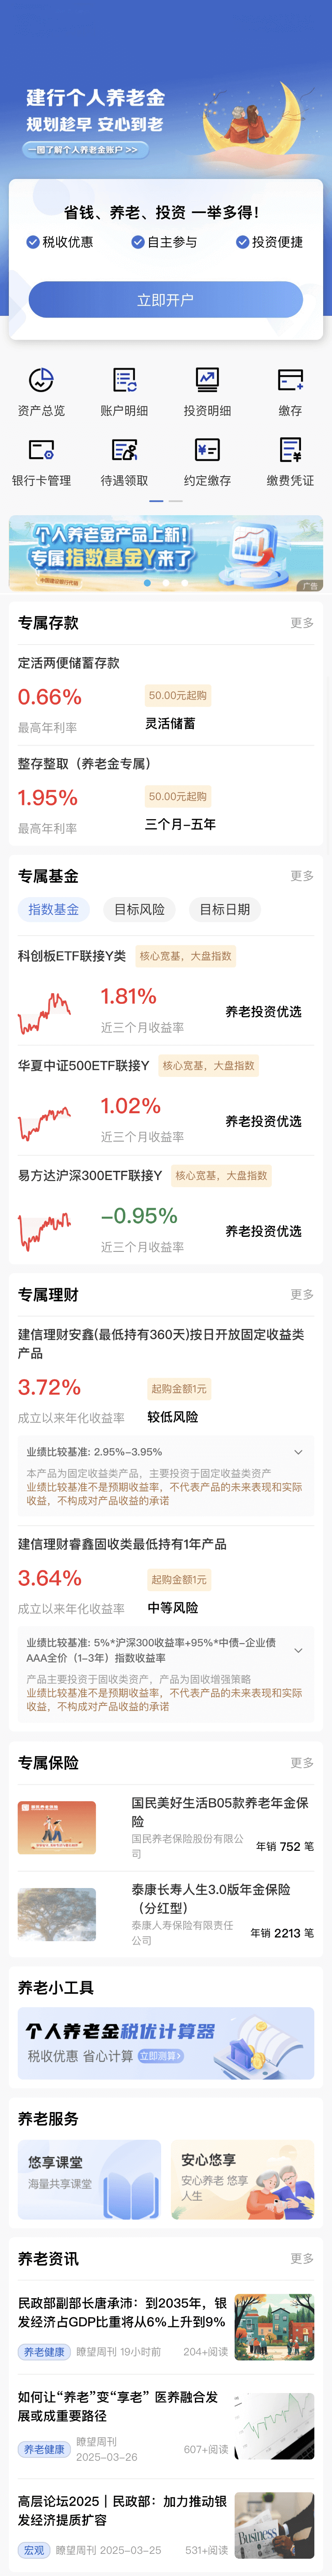 建行个人养老金
规划趁早 安心到老
一图了解个人养老金账户 >>
省钱、养老、投资 一举多得!
税收优惠
自主参与
投资便捷
立即开户
资产总览
账户明细
投资明细
缴存
银行卡管理
待遇领取
约定缴存
缴费凭证
个人养老金产品上新!
专属指数基金Y来了
中国建设银行代销
广告
专属存款
更多
定活两便储蓄存款
0.66%
50.00元起购
最高年利率
灵活储蓄
整存整取（养老金专属）
1.95%
50.00元起购
最高年利率
三个月-五年
专属基金
更多
指数基金
目标风险
目标日期
科创板ETF联接Y类
核心宽基，大盘指数
1.81%
近三个月收益率
养老投资优选
华夏中证500ETF联接Y
核心宽基，大盘指数
1.02%
近三个月收益率
养老投资优选
易方达沪深300ETF联接Y
核心宽基，大盘指数
-0.95%
近三个月收益率
养老投资优选
专属理财
更多
建信理财安鑫(最低持有360天)按日开放固定收益类
产品
3.72%
起购金额1元
成立以来年化收益率
较低风险
业绩比较基准: 2.95%-3.95%
本产品为固定收益类产品，主要投资于固定收益类资产
业绩比较基准不是预期收益率，不代表产品的未来表现和实际
收益，不构成对产品收益的承诺
建信理财睿鑫固收类最低持有1年产品
3.64%
起购金额1元
成立以来年化收益率
中等风险
业绩比较基准: 5%*沪深300收益率+95%*中债-企业债
AAA全价（1-3年）指数收益率
产品主要投资于固收类资产，产品为固收增强策略
业绩比较基准不是预期收益率，不代表产品的未来表现和实际
收益，不构成对产品收益的承诺
专属保险
更多
国民养老保险
国民美好生活B05款养老年金保
险
国民养老保险股份有限公
司
年销 752 笔
泰康长寿人生3.0版年金保险
（分红型）
泰康人寿保险有限责任
公司
年销 2213 笔
养老小工具
个人养老金税优计算器
税收优惠 省心计算
立即测算>
养老服务
悠享课堂
海量共享课堂
安心悠享
安心养老 悠享
人生
养老资讯
更多
民政部副部长唐承沛：到2035年，银
发经济占GDP比重将从6%上升到9%
养老健康
瞭望周刊 19小时前
204+阅读
如何让“养老”变“享老” 医养融合发
展或成重要路径
养老健康
瞭望周刊
2025-03-26
607+阅读
高层论坛2025｜民政部：加力推动银
发经济提质扩容
宏观
瞭望周刊 2025-03-25
531+阅读
Business